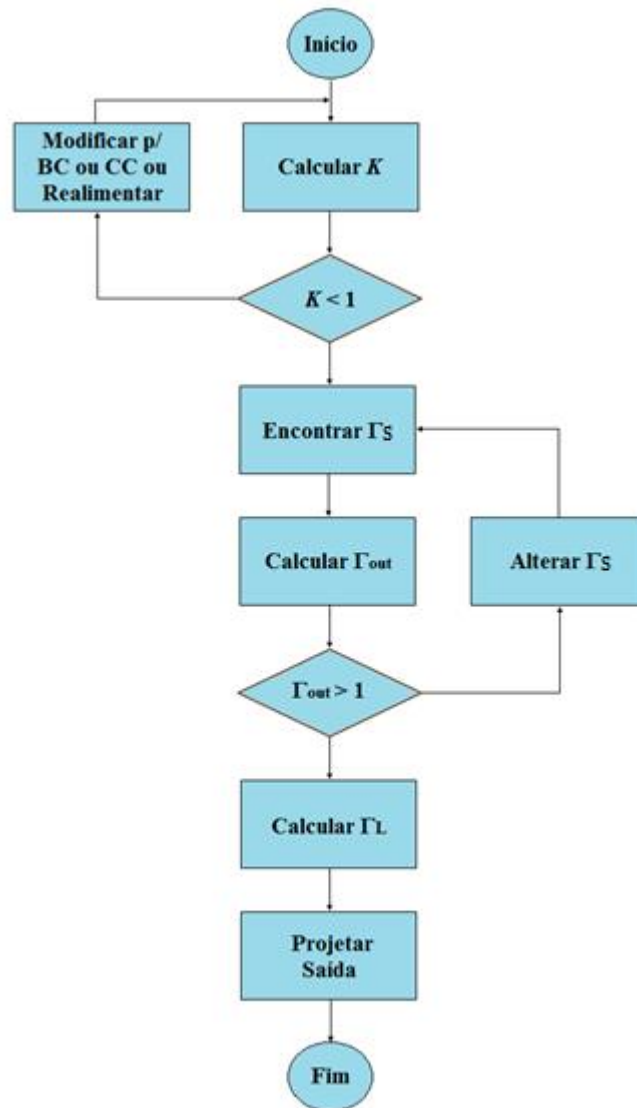 Início
Modificar p/
BC ou CC ou
Realimentar
Calcular K
K < 1
Encontrar ΓS
Calcular Γout
Alterar ΓS
Γout > 1
Calcular ΓL
Projetar
Saída
Fim